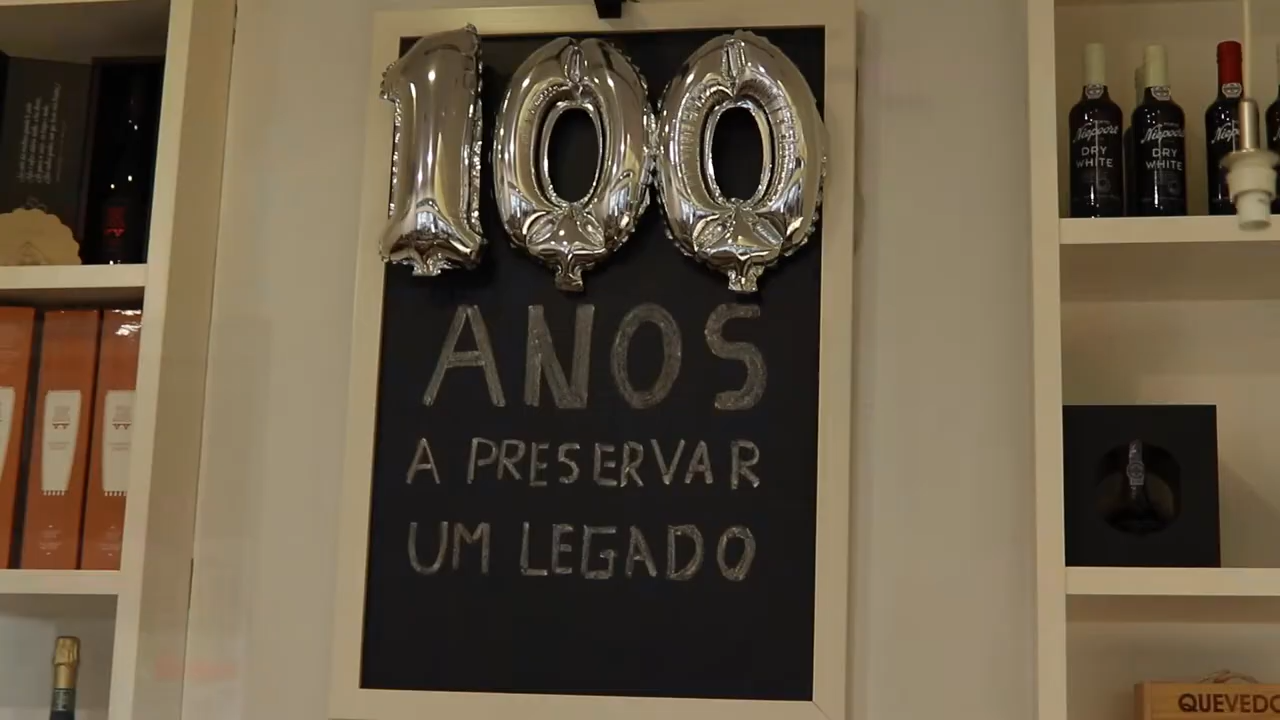 100
ANOS
A PRESERVAR
UM LEGADO
Niepoort
DRY
WHITE
Niepoort
DRY
WHITE
QUEVEDO